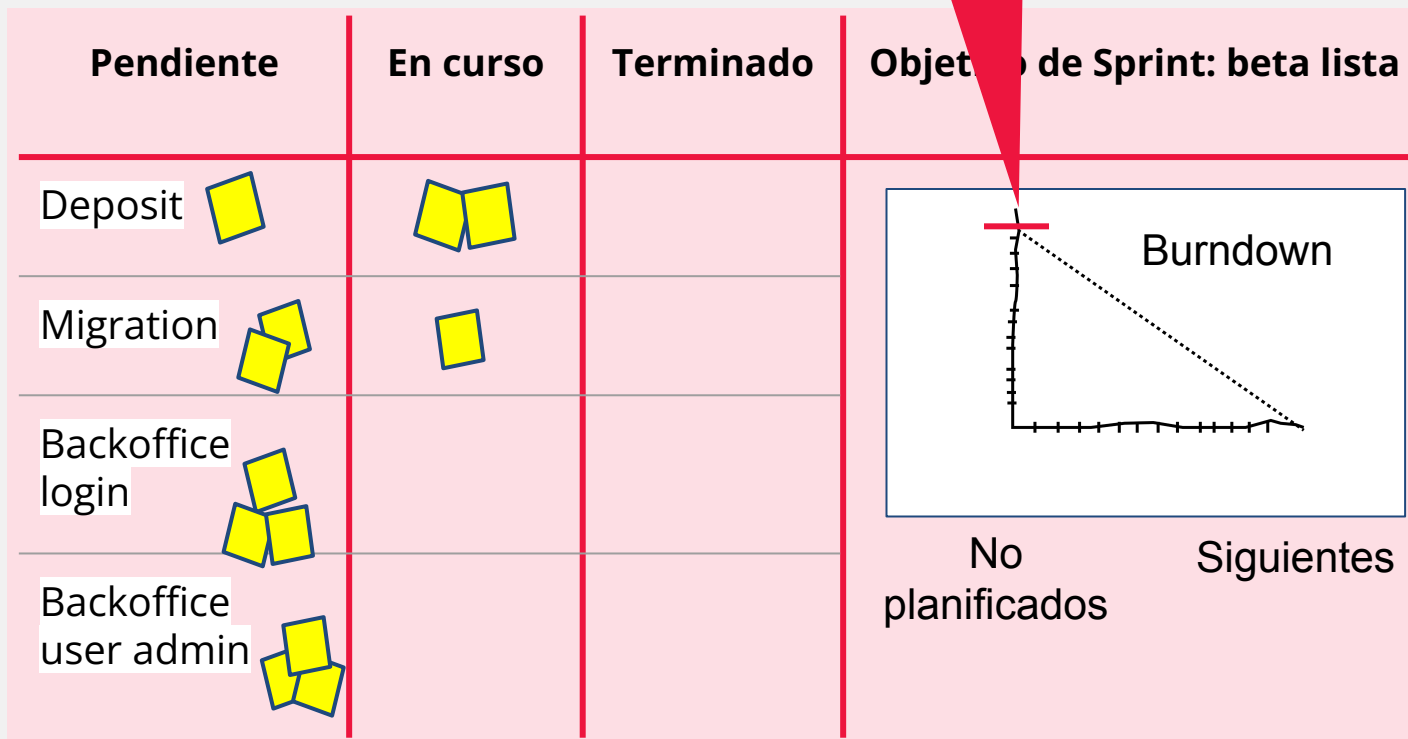 Pendiente
En curso
Terminado
Objetivo de Sprint: beta lista
Deposit
Migration
Backoffice
login
Backoffice
user admin
Burndown
No
planificados
Siguientes